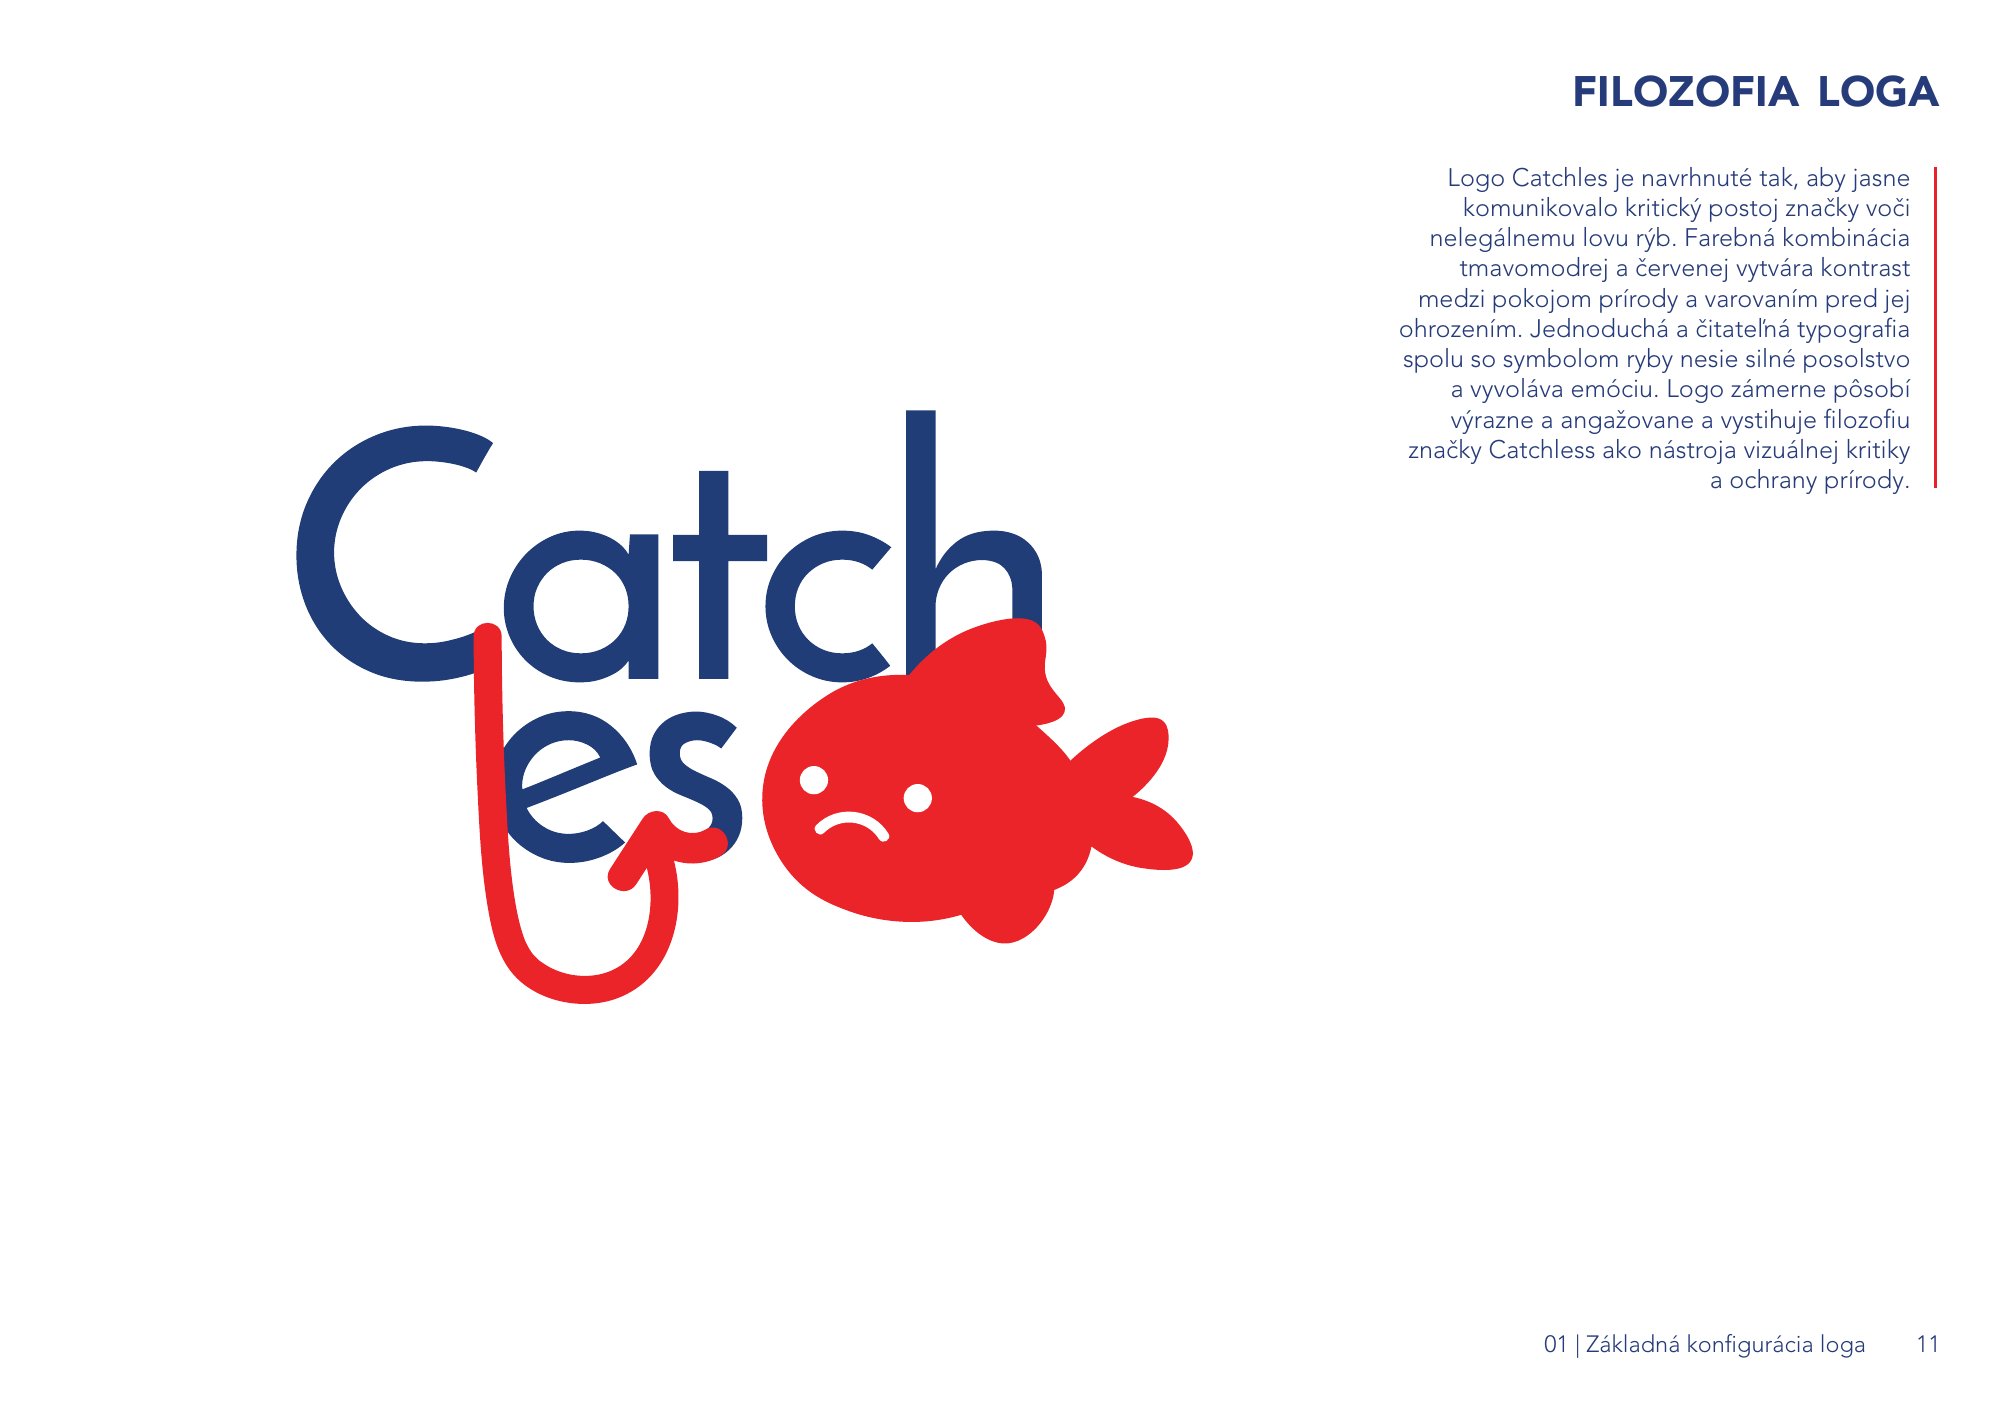 FILOZOFIA LOGA
Logo Catchles je navrhnuté tak, aby jasne
komunikovalo kritický postoj značky voči
nelegálnemu lovu rýb. Farebná kombinácia
tmavomodrej a červenej vytvára kontrast
medzi pokojom prírody a varovaním pred jej
ohrozením. Jednoduchá a čitateľná typografia
spolu so symbolom ryby nesie silné posolstvo
a vyvoláva emóciu. Logo zámerne pôsobí
výrazne a angažovane a vystihuje filozofiu
značky Catchless ako nástroja vizuálnej kritiky
a ochrany prírody.
Catch
les
01 | Základná konfigurácia loga 11